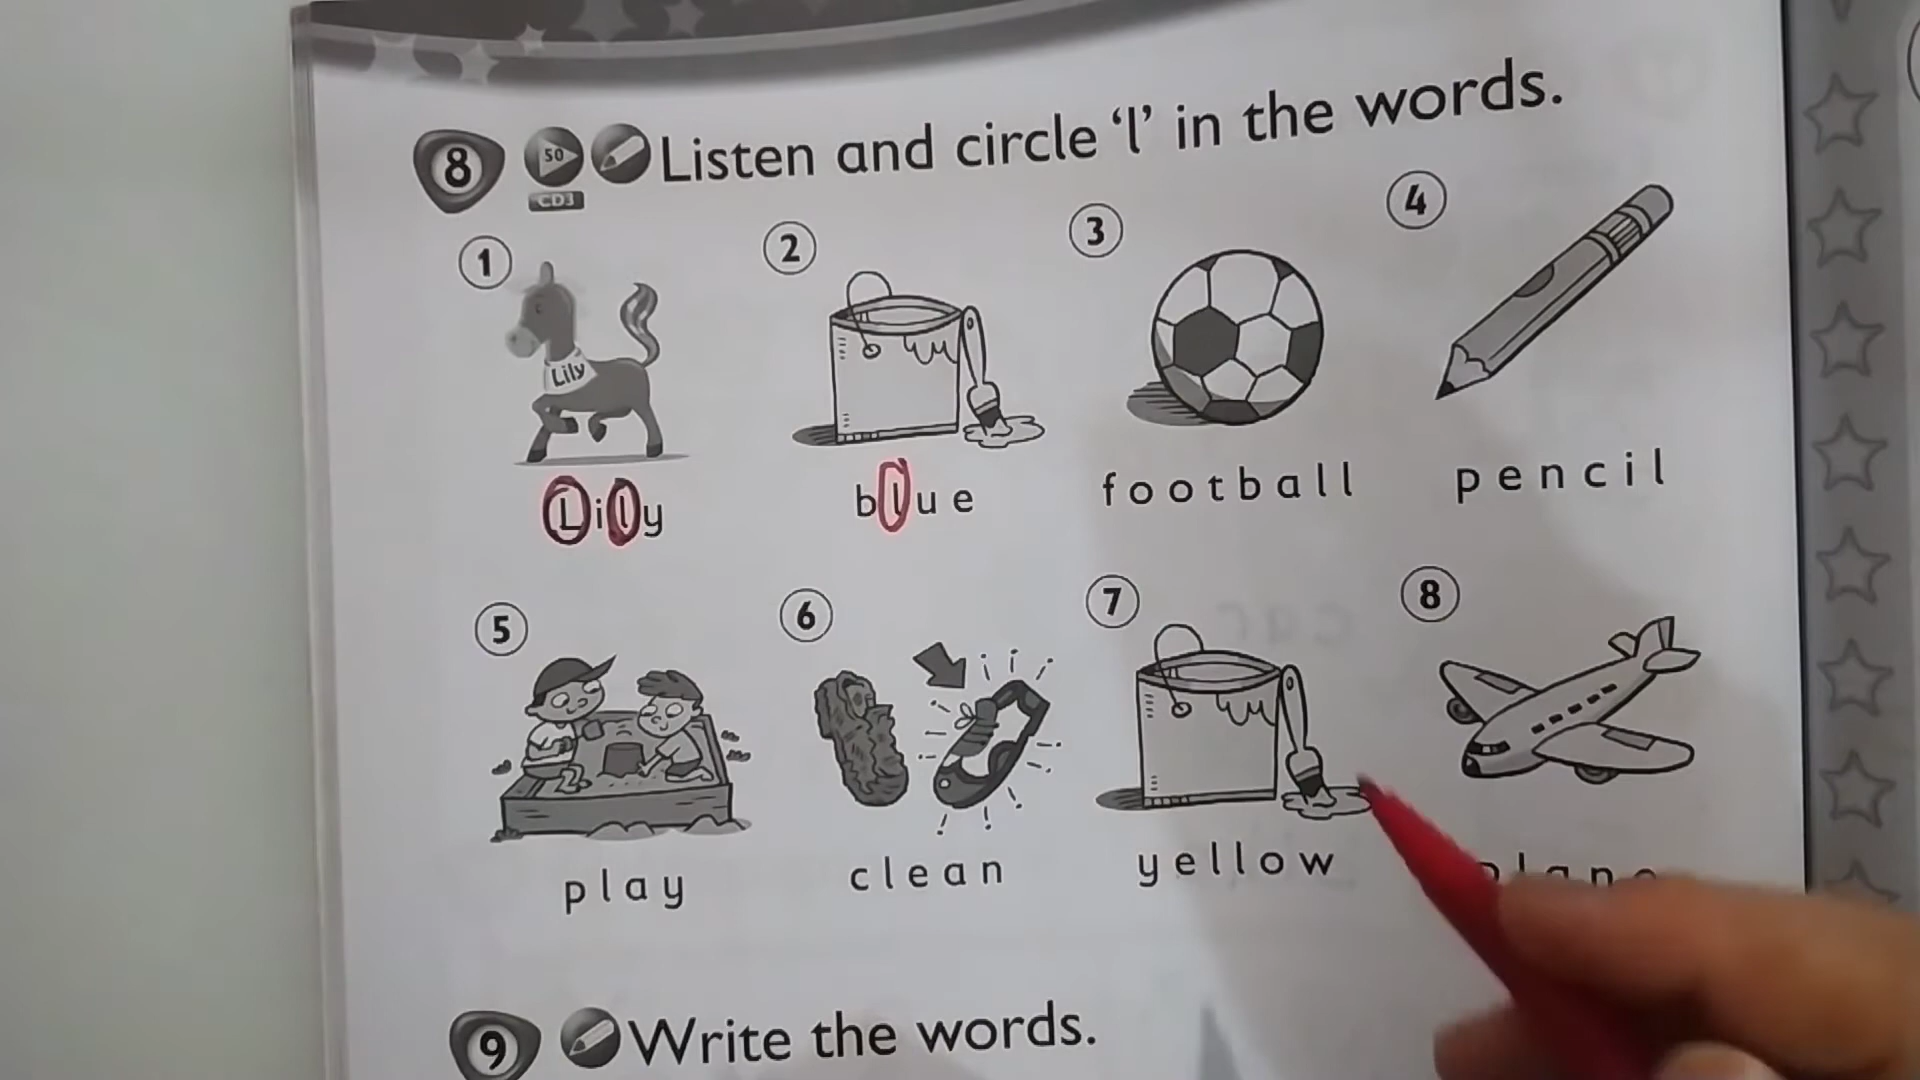 8 50 CD3 Listen and circle 'l' in the words.
1 2 3 4
Lily
Lily blue football pencil
5 6 7 8
play clean yellow
9 Write the words.